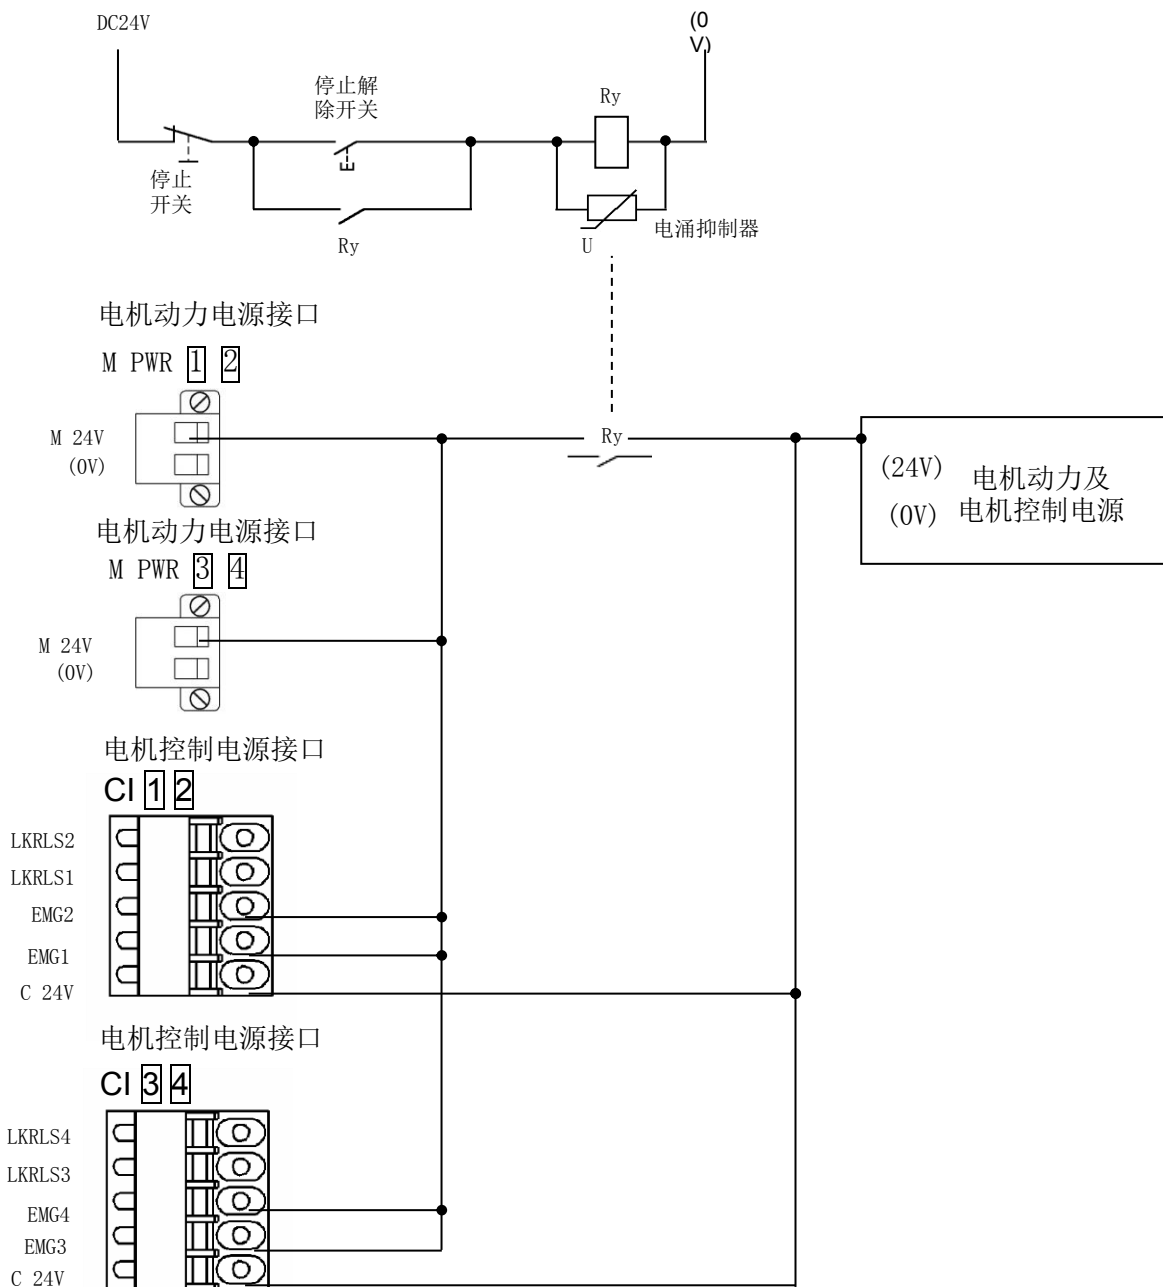 DC24V
(0
V)
停止解
除开关
Ry
停止
开关
Ry
U
电涌抑制器
电机动力电源接口
M PWR 1 2
M 24V
(0V)
Ry
(24V)
(0V)
电机动力及
电机控制电源
电机动力电源接口
M PWR 3 4
M 24V
(0V)
电机控制电源接口
CI 1 2
LKRLS2
LKRLS1
EMG2
EMG1
C 24V
电机控制电源接口
CI 3 4
LKRLS4
LKRLS3
EMG4
EMG3
C 24V